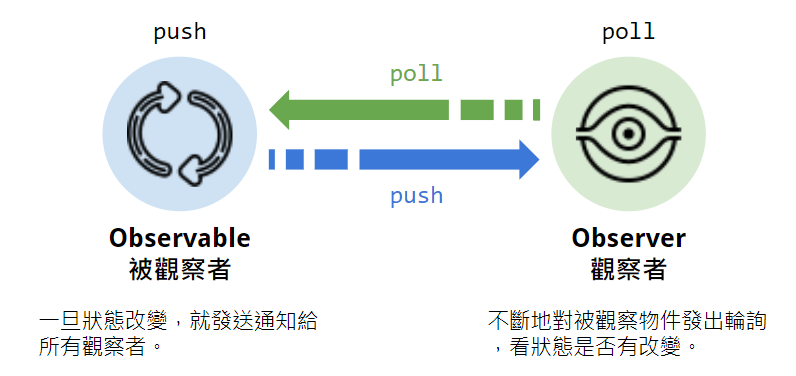 push
poll
poll
push
Observable
被觀察者
Observer
觀察者
一旦狀態改變，就發送通知給
所有觀察者。
不斷地對被觀察物件發出輪詢
，看狀態是否有改變。